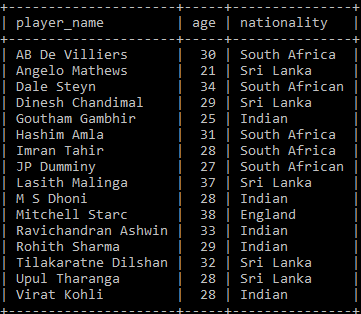 player_name | age | nationality
AB De Villiers | 30 | South Africa
Angelo Mathews | 21 | Sri Lanka
Dale Steyn | 34 | South African
Dinesh Chandimal | 29 | Sri Lanka
Goutham Gambhir | 25 | Indian
Hashim Amla | 31 | South Africa
Imran Tahir | 28 | South Africa
JP Dumminy | 27 | South African
Lasith Malinga | 37 | Sri Lanka
M S Dhoni | 28 | Indian
Mitchell Starc | 38 | England
Ravichandran Ashwin | 33 | Indian
Rohith Sharma | 29 | Indian
Tilakaratne Dilshan | 32 | Sri Lanka
Upul Tharanga | 28 | Sri Lanka
Virat Kohli | 28 | Indian